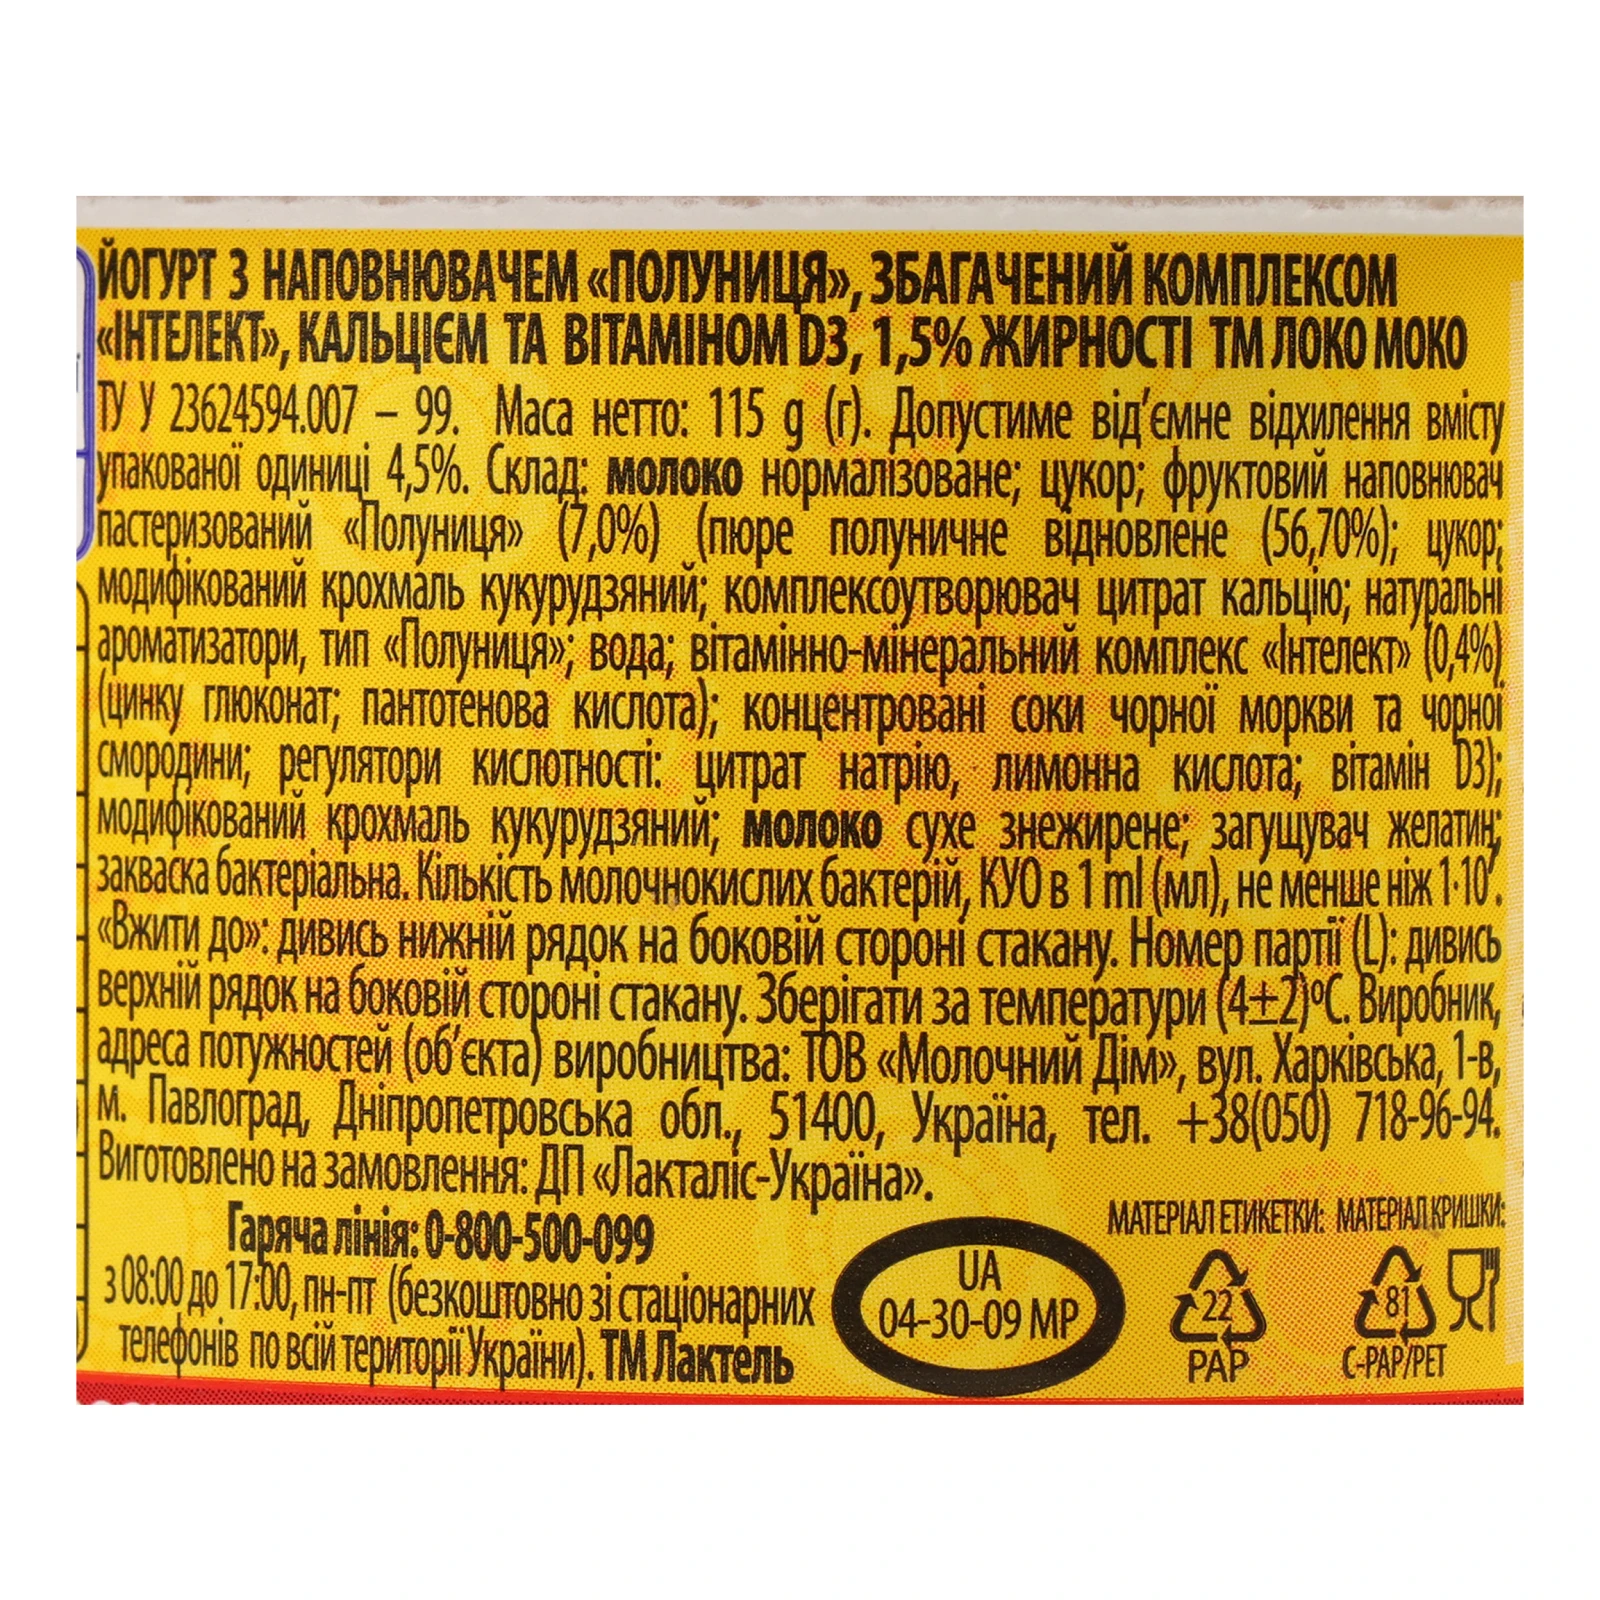 ЙОГУРТ З НАПОВНЮВАЧЕМ «ПОЛУНИЦЯ», ЗБАГАЧЕНИЙ КОМПЛЕКСОМ
«ІНТЕЛЕКТ», КАЛЬЦІЄМ ТА ВІТАМІНОМ D3, 1,5% ЖИРНОСТІ ТМ ЛОКО МОКО
ТУ У 23624594.007 – 99. Маса нетто: 115 g (г). Допустиме від'ємне відхилення вмісту
упакованої одиниці 4,5%. Склад: молоко нормалізоване; цукор; фруктовий наповнювач
пастеризований «Полуниця» (7,0%) (пюре полуничне відновлене (56,70%); цукор;
модифікований крохмаль кукурудзяний; комплексоутворювач цитрат кальцію; натуральні
ароматизатори, тип «Полуниця»; вода; вітамінно-мінеральний комплекс «Інтелект» (0,4%)
(цинку глюконат; пантотенова кислота); концентровані соки чорної моркви та чорної
смородини; регулятори кислотності: цитрат натрію, лимонна кислота; вітамін D3);
модифікований крохмаль кукурудзяний; молоко сухе знежирене; загущувач желатин;
закваска бактеріальна. Кількість молочнокислих бактерій, КУО в 1 ml (мл), не менше ніж 1·10⁷.
«Вжити до»: дивись нижній рядок на боковій стороні стакану. Номер партії (L): дивись
верхній рядок на боковій стороні стакану. Зберігати за температури (4±2)ºС. Виробник,
адреса потужностей (об'єкта) виробництва: ТОВ «Молочний Дім», вул. Харківська, 1-в,
м. Павлоград, Дніпропетровська обл., 51400, Україна, тел. +38(050) 718-96-94.
Виготовлено на замовлення: ДП «Лакталіс-Україна».
Гаряча лінія: 0-800-500-099
з 08:00 до 17:00, пн-пт (безкоштовно зі стаціонарних
телефонів по всій території України). ТМ Лактель
UA
04-30-09 МР
МАТЕРІАЛ ЕТИКЕТКИ: МАТЕРІАЛ КРИШКИ:
22 81
PAP C-PAP/PET